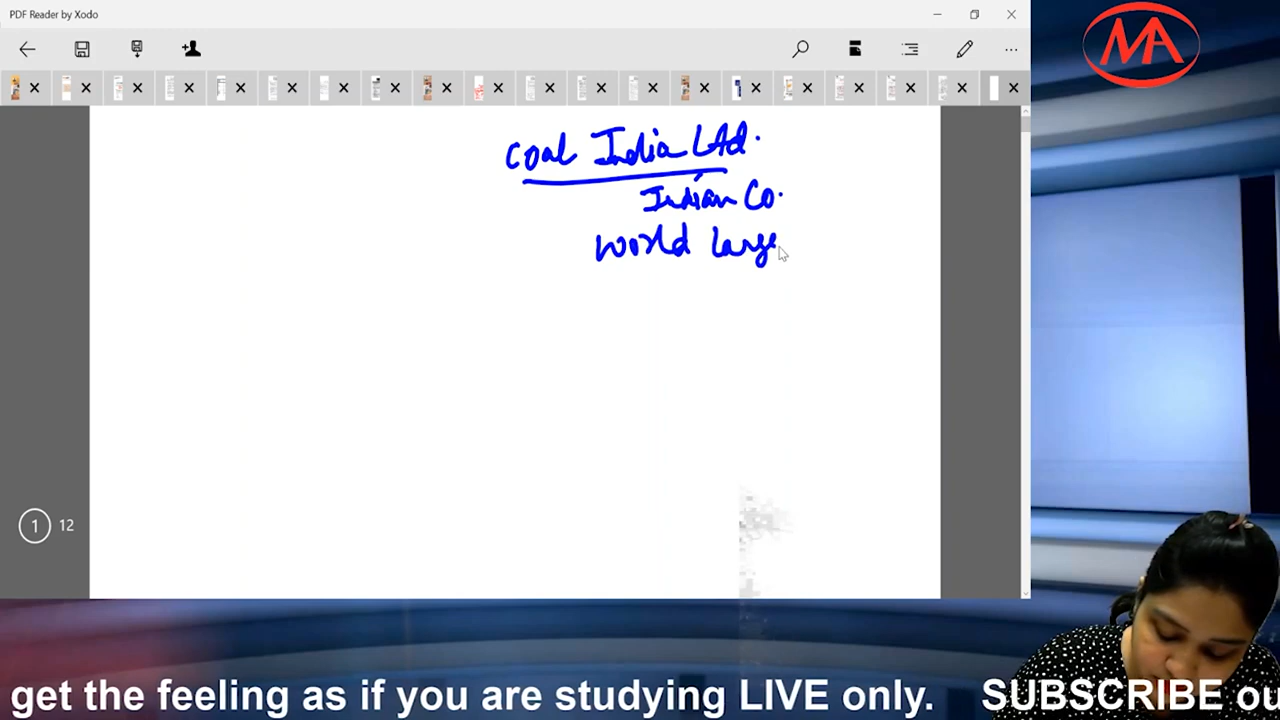 PDF Reader by Xodo
MA
Coal India Ltd.
Indian Co.
World large
1 12
get the feeling as if you are studying LIVE only. SUBSCRIBE ou